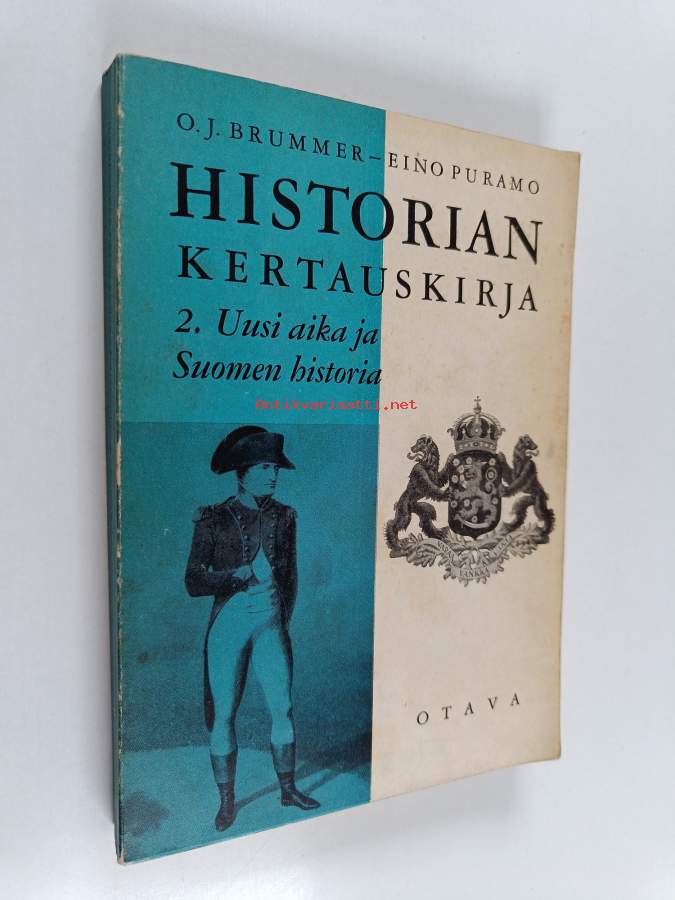 O. J. BRUMMER – EINO PURAMO
HISTORIAN
KERTAUSKIRJA
2. Uusi aika ja
Suomen historia
Antikvariaatti.net
OTAVA